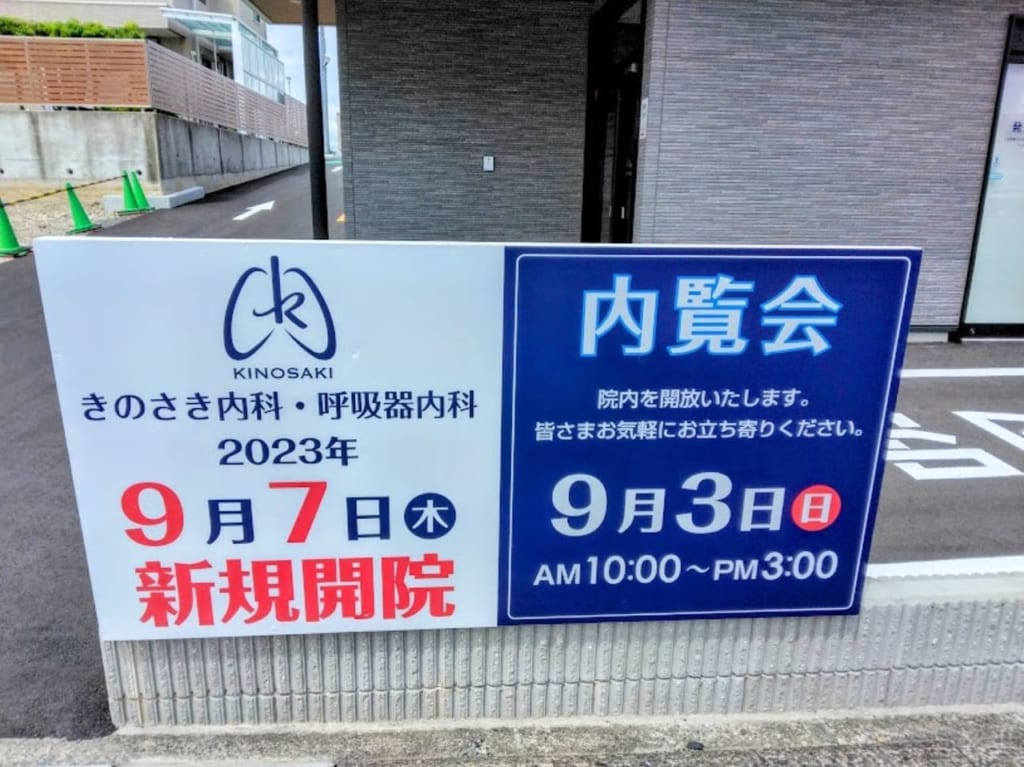 k
KINOSAKI
きのさき内科・呼吸器内科
2023年
9月7日木
新規開院
内覧会
院内を開放いたします。
皆さまお気軽にお立ち寄りください。
9月3日日
AM10:00～PM3:00
発